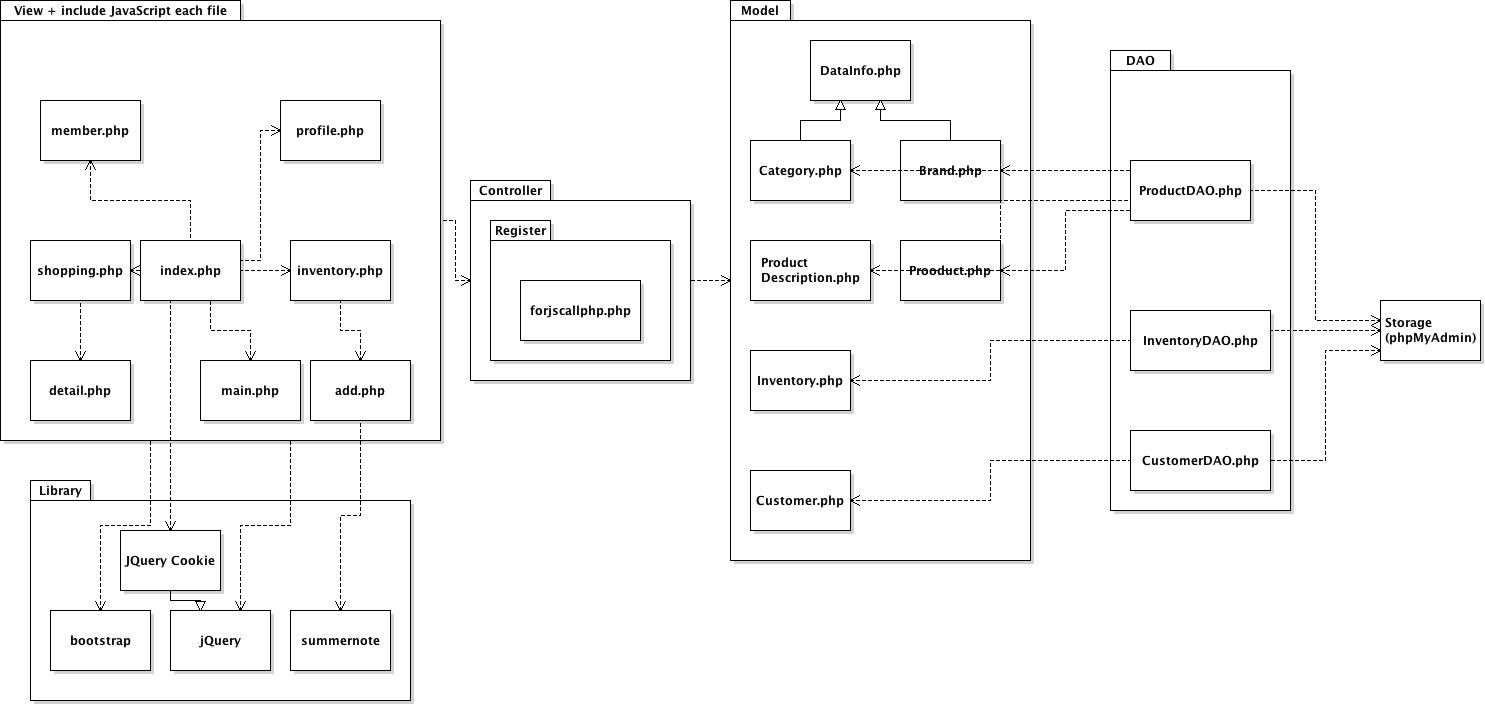 View + include JavaScript each file
member.php
profile.php
shopping.php
index.php
inventory.php
detail.php
main.php
add.php
Library
JQuery Cookie
bootstrap
jQuery
summernote
Controller
Register
forjscallphp.php
Model
DataInfo.php
Category.php
Brand.php
Product
Description.php
Prooduct.php
Inventory.php
Customer.php
DAO
ProductDAO.php
InventoryDAO.php
CustomerDAO.php
Storage
(phpMyAdmin)